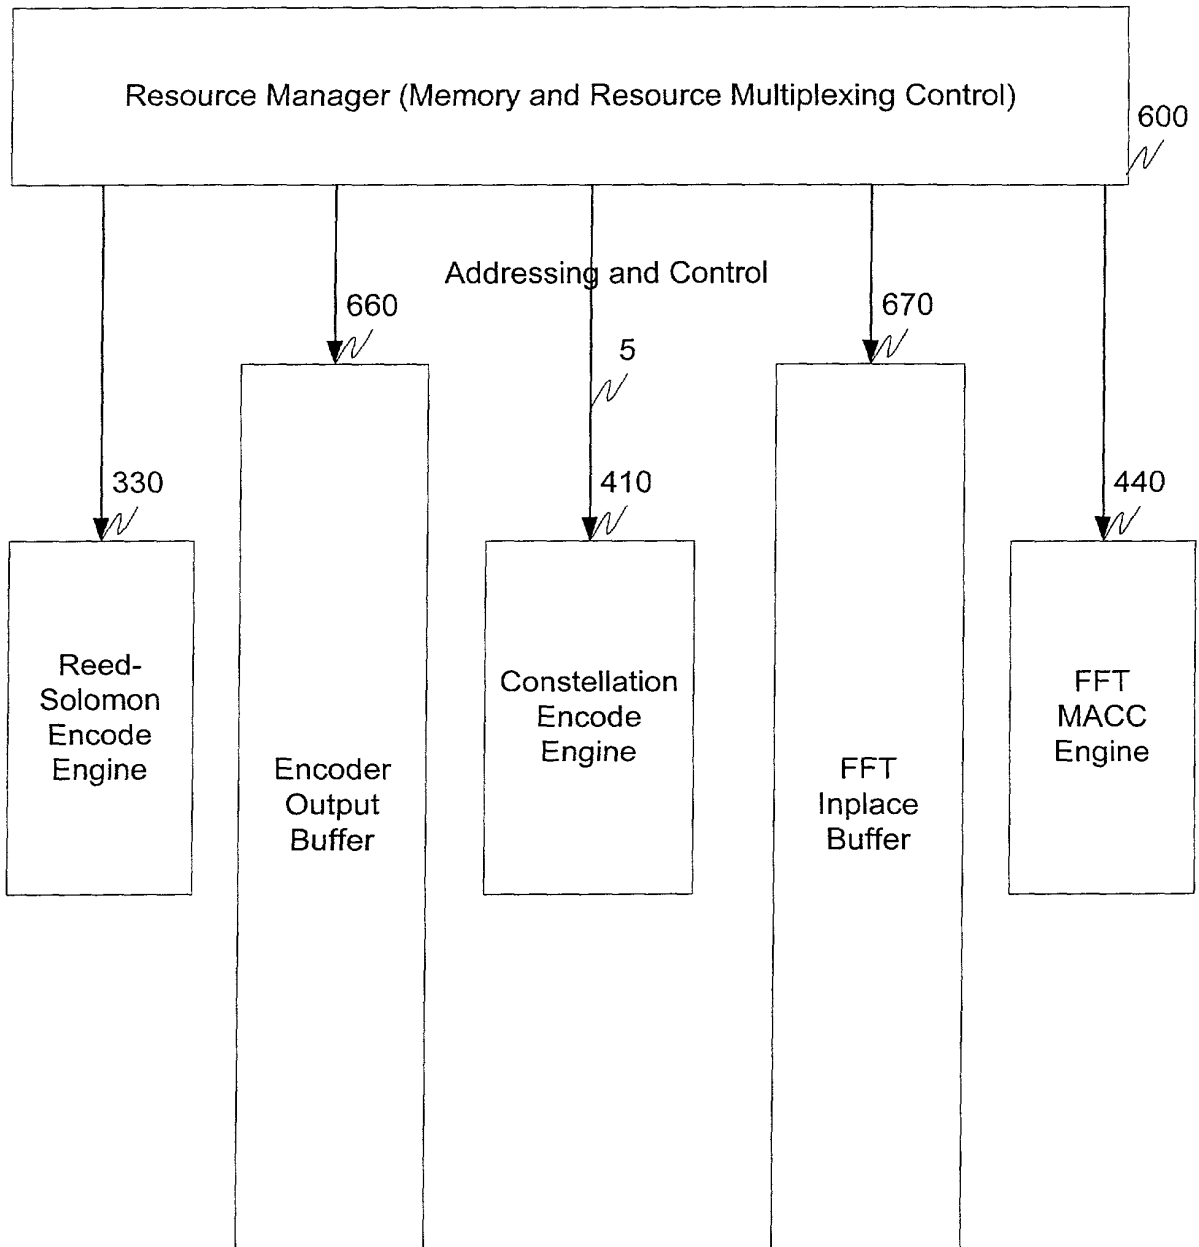 Resource Manager (Memory and Resource Multiplexing Control)
600
Addressing and Control
660
670
5
330
410
440
Reed-
Solomon
Encode
Engine
Encoder
Output
Buffer
Constellation
Encode
Engine
FFT
Inplace
Buffer
FFT
MACC
Engine